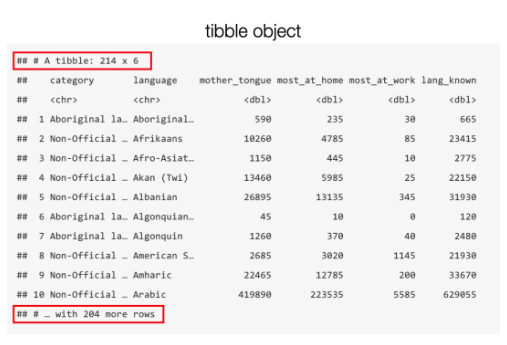 tibble object
## # A tibble: 214 x 6
## category language mother_tongue most_at_home most_at_work lang_known
## <chr> <chr> <dbl> <dbl> <dbl> <dbl>
## 1 Aboriginal la… Aboriginal… 590 235 30 665
## 2 Non-Official … Afrikaans 10260 4785 85 23415
## 3 Non-Official … Afro-Asiat… 1150 445 10 2775
## 4 Non-Official … Akan (Twi) 13460 5985 25 22150
## 5 Non-Official … Albanian 26895 13135 345 31930
## 6 Aboriginal la… Algonquian… 45 10 0 120
## 7 Aboriginal la… Algonquin 1260 370 40 2480
## 8 Non-Official … American S… 2685 3020 1145 21930
## 9 Non-Official … Amharic 22465 12785 200 33670
## 10 Non-Official … Arabic 419890 223535 5585 629055
## # … with 204 more rows